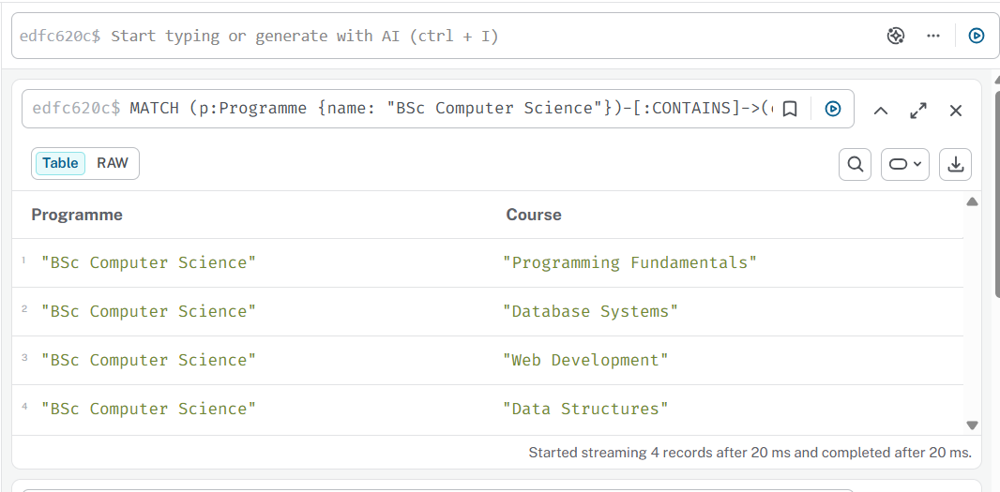 edfc620c$ Start typing or generate with AI (ctrl + I)
edfc620c$ MATCH (p:Programme {name: "BSc Computer Science"})-[:CONTAINS]->(
Table RAW
Programme Course
1 "BSc Computer Science" "Programming Fundamentals"
2 "BSc Computer Science" "Database Systems"
3 "BSc Computer Science" "Web Development"
4 "BSc Computer Science" "Data Structures"
Started streaming 4 records after 20 ms and completed after 20 ms.